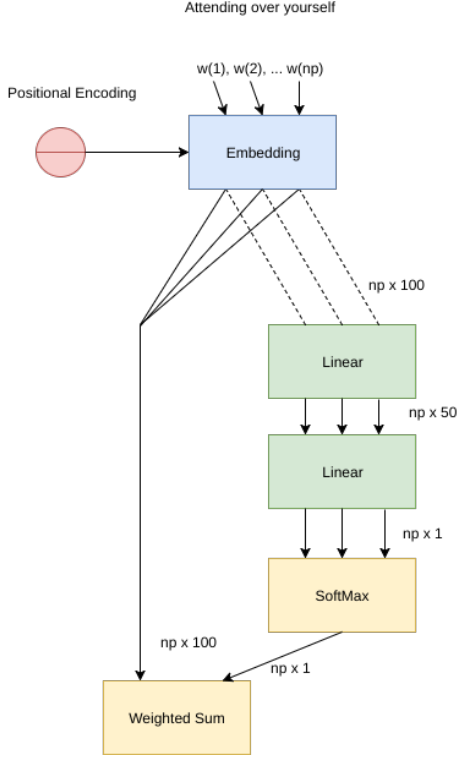 Attending over yourself
w(1), w(2), ... w(np)
Positional Encoding
Embedding
np x 100
Linear
np x 50
Linear
np x 1
SoftMax
np x 100
np x 1
Weighted Sum